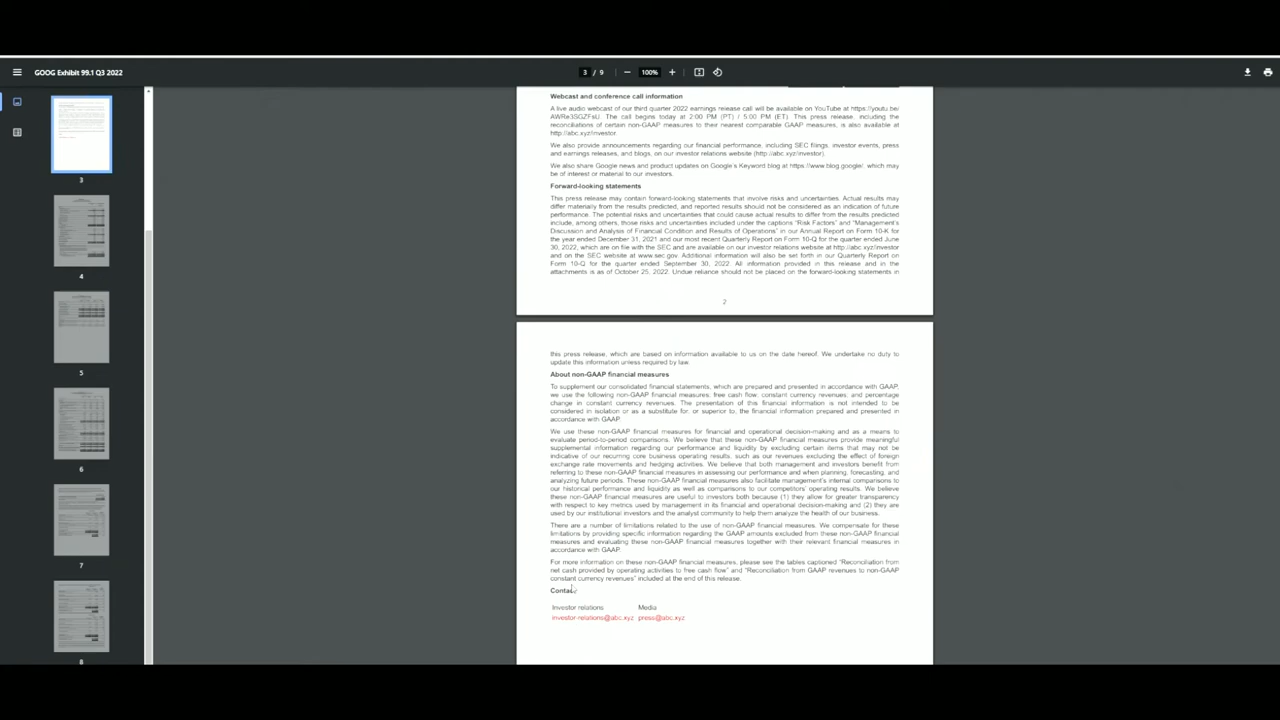 GOOG Exhibit 99.1 Q3 2022
3 / 9
100%
3
4
5
6
7
8
Webcast and conference call information
A live audio webcast of our third quarter 2022 earnings release call will be available on YouTube at https://youtu.be/
The call begins today at 2:00 PM (PT) / 5:00 PM (ET). This press release, including the
reconciliations of certain non-GAAP measures to their nearest comparable GAAP measures, is also available at
http://abc.xyz/investor.
We also provide announcements regarding our financial performance, including SEC filings, investor events, press
and earnings releases, and blogs, on our investor relations website (http://abc.xyz/investor).
We also share Google news and product updates on Google's Keyword blog at https://www.blog.google/, which may
be of interest or material to our investors.
Forward-looking statements
This press release may contain forward-looking statements that involve risks and uncertainties. Actual results may
differ materially from the results predicted, and reported results should not be considered as an indication of future
performance. The potential risks and uncertainties that could cause actual results to differ from the results predicted
include, among others, those risks and uncertainties included under the captions "Risk Factors" and "Management's
Discussion and Analysis of Financial Condition and Results of Operations" in our Annual Report on Form 10-K for
the year ended December 31, 2021 and our most recent Quarterly Report on Form 10-Q for the quarter ended June
30, 2022, which are on file with the SEC and are available on our investor relations website at http://abc.xyz/investor
and on the SEC website at www.sec.gov. Additional information will also be set forth in our Quarterly Report on
Form 10-Q for the quarter ended September 30, 2022. All information provided in this release and in the
attachments is as of October 25, 2022. Undue reliance should not be placed on the forward-looking statements in
2
this press release, which are based on information available to us on the date hereof. We undertake no duty to
update this information unless required by law.
About non-GAAP financial measures
To supplement our consolidated financial statements, which are prepared and presented in accordance with GAAP,
we use the following non-GAAP financial measures: free cash flow, constant currency revenues; and percentage
change in constant currency revenues. The presentation of this financial information is not intended to be
considered in isolation or as a substitute for, or superior to, the financial information prepared and presented in
accordance with GAAP.
We use these non-GAAP financial measures for financial and operational decision-making and as a means to
evaluate period-to-period comparisons. We believe that these non-GAAP financial measures provide meaningful
supplemental information regarding our performance and liquidity by excluding certain items that may not be
indicative of our recurring core business operating results, such as our revenues excluding the effect of foreign
exchange rate movements and hedging activities. We believe that both management and investors benefit from
referring to these non-GAAP financial measures in assessing our performance and when planning, forecasting, and
analyzing future periods. These non-GAAP financial measures also facilitate management's internal comparisons to
our historical performance and liquidity as well as comparisons to our competitors' operating results. We believe
these non-GAAP financial measures are useful to investors both because (1) they allow for greater transparency
with respect to key metrics used by management in its financial and operational decision-making and (2) they are
used by our institutional investors and the analyst community to help them analyze the health of our business.
There are a number of limitations related to the use of non-GAAP financial measures. We compensate for these
limitations by providing specific information regarding the GAAP amounts excluded from these non-GAAP financial
measures and evaluating these non-GAAP financial measures together with their relevant financial measures in
accordance with GAAP.
For more information on these non-GAAP financial measures, please see the tables captioned "Reconciliation from
net cash provided by operating activities to free cash flow" and "Reconciliation from GAAP revenues to non-GAAP
constant currency revenues" included at the end of this release.
Contact
Investor relations Media
investor-relations@abc.xyz press@abc.xyz